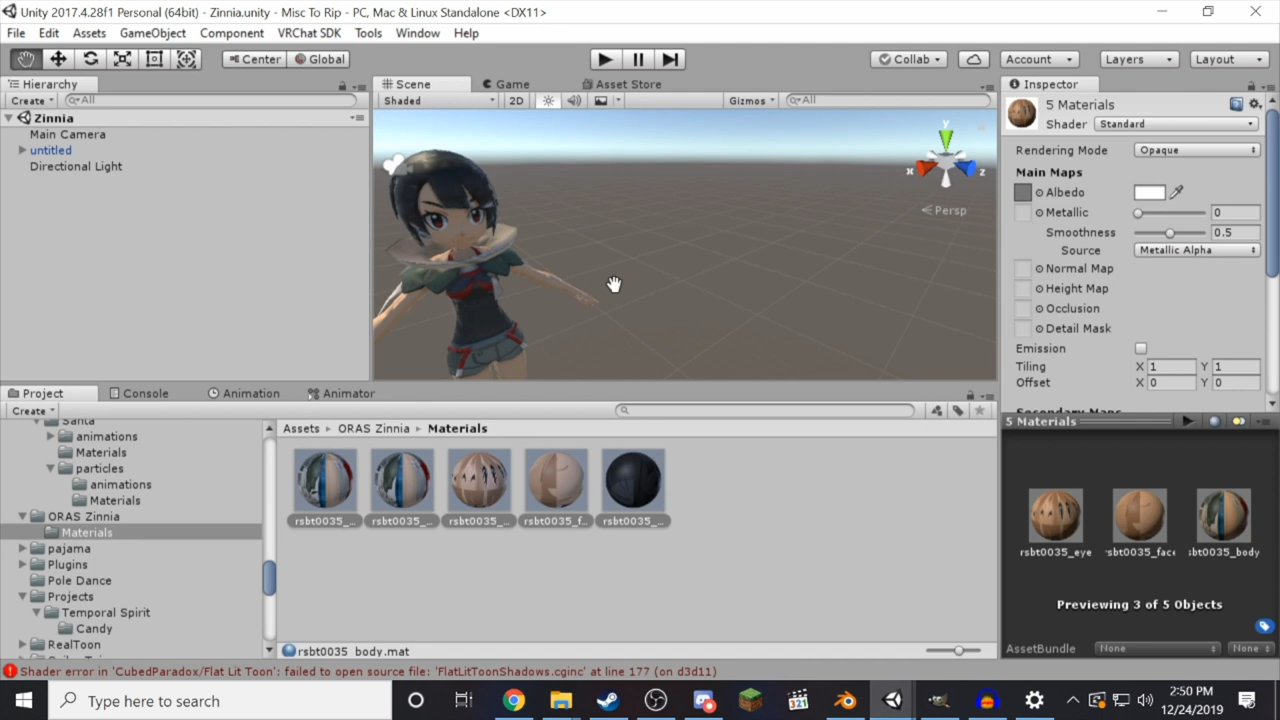 Unity 2017.4.28f1 Personal (64bit) - Zinnia.unity - Misc To Rip - PC, Mac & Linux Standalone <DX11>
File Edit Assets GameObject Component VRChat SDK Tools Window Help
Center Global Collab Account Layers Layout
Hierarchy
Create All
Zinnia
Main Camera
untitled
Directional Light
Scene Game Asset Store
Shaded 2D Gizmos All
y
x z
Persp
Inspector
5 Materials
Shader Standard
Rendering Mode Opaque
Main Maps
Albedo
Metallic 0
Smoothness 0.5
Source Metallic Alpha
Normal Map
Height Map
Occlusion
Detail Mask
Emission
Tiling X 1 Y 1
Offset X 0 Y 0
Secondary Maps
Project Console Animation Animator
Create
Santa
animations
Materials
particles
animations
Materials
ORAS Zinnia
Materials
pajama
Plugins
Pole Dance
Projects
Temporal Spirit
Candy
RealToon
Assets ORAS Zinnia Materials
rsbt0035_... rsbt0035_... rsbt0035_... rsbt0035_f... rsbt0035_...
rsbt0035_body.mat
5 Materials
rsbt0035_eye rsbt0035_face sbt0035_body
Previewing 3 of 5 Objects
AssetBundle None None
Shader error in 'CubedParadox/Flat Lit Toon': failed to open source file: 'FlatLitToonShadows.cginc' at line 177 (on d3d11)
Type here to search
321
2:50 PM
12/24/2019